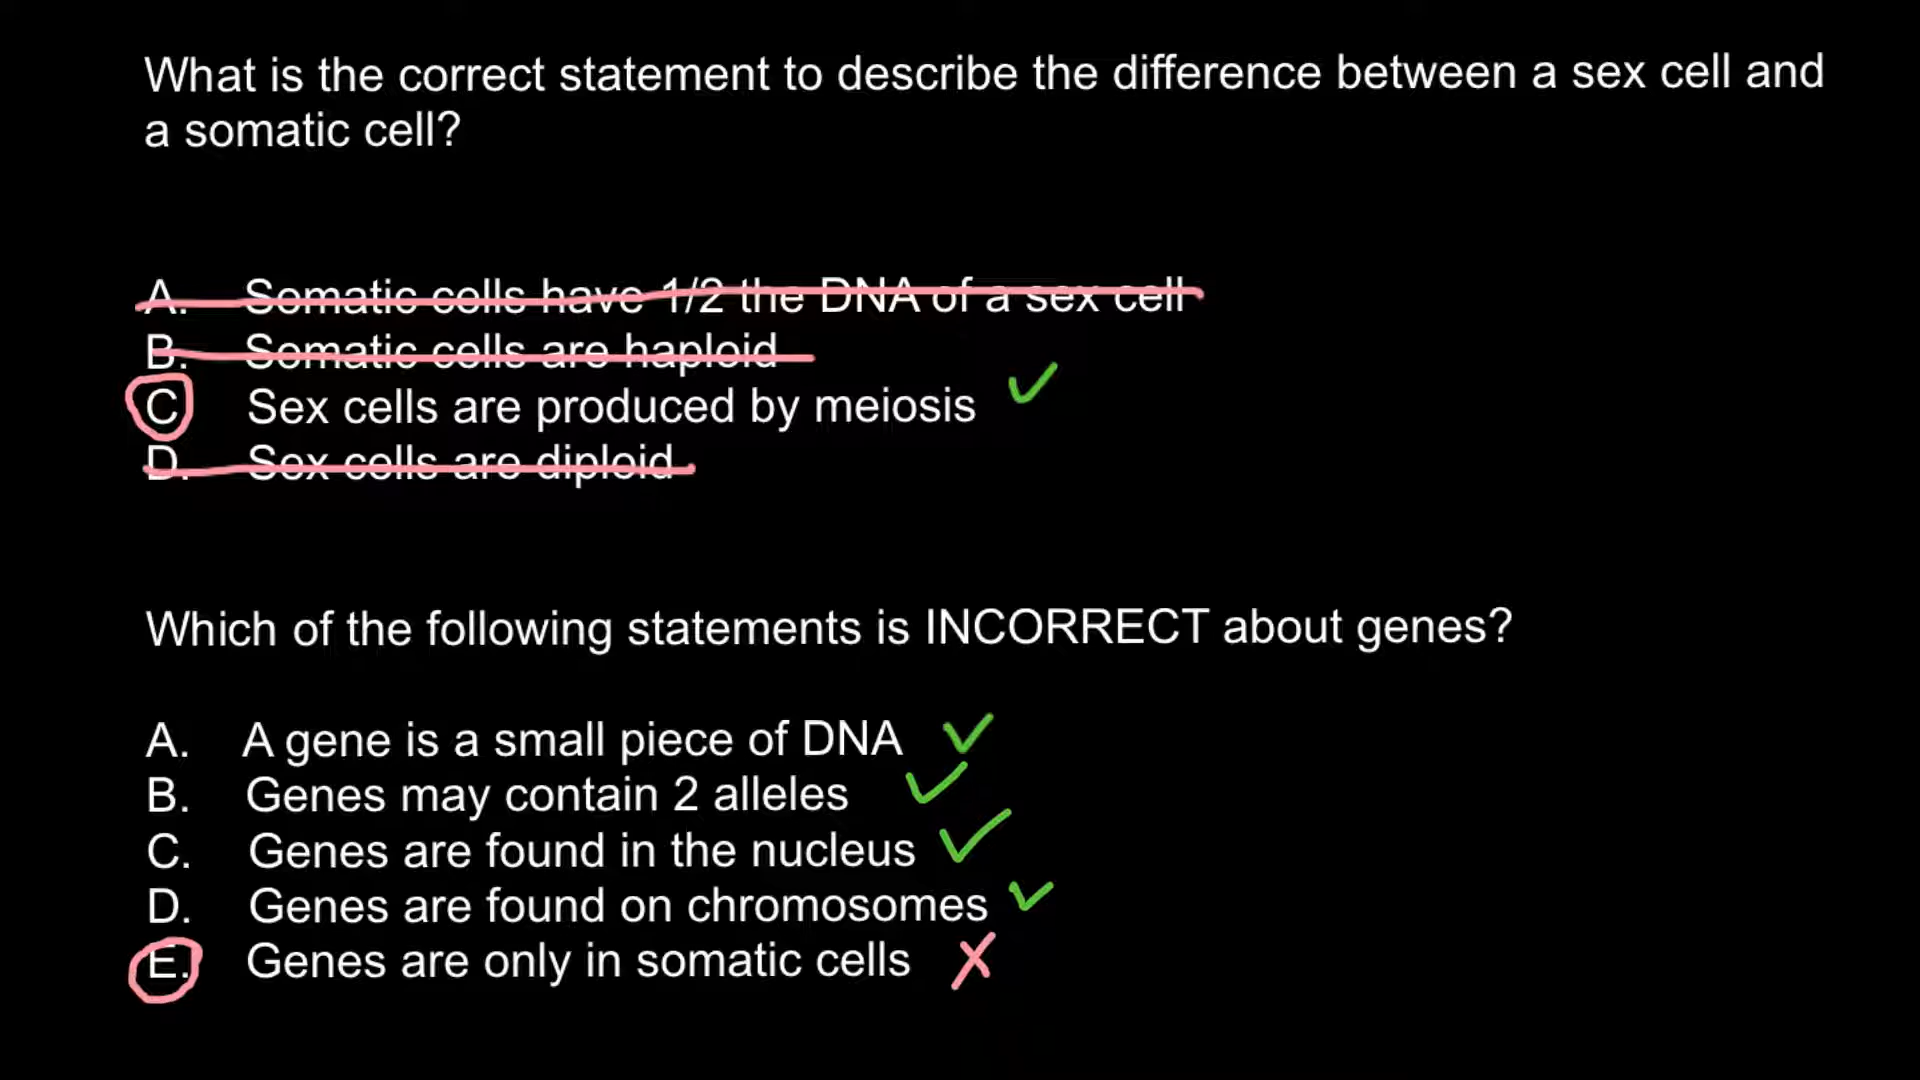 What is the correct statement to describe the difference between a sex cell and
a somatic cell?
A. Somatic cells have 1/2 the DNA of a sex cell
B. Somatic cells are haploid
C Sex cells are produced by meiosis
D. Sex cells are diploid
Which of the following statements is INCORRECT about genes?
A. A gene is a small piece of DNA
B. Genes may contain 2 alleles
C. Genes are found in the nucleus
D. Genes are found on chromosomes
E. Genes are only in somatic cells